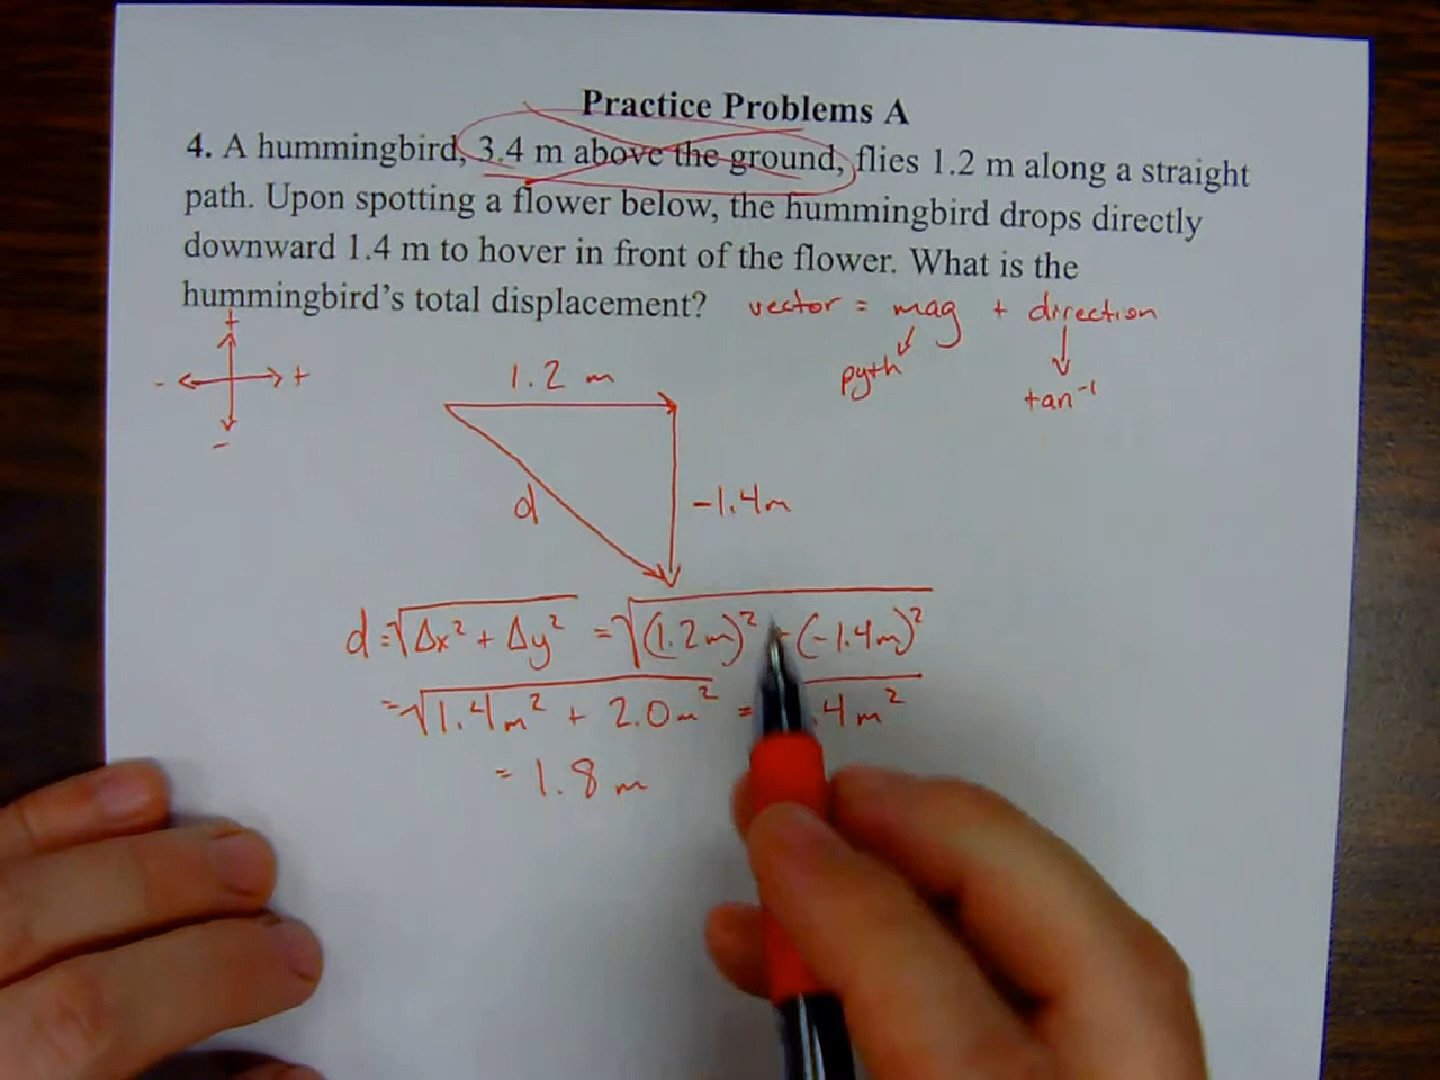 Practice Problems A
4. A hummingbird, 3.4 m above the ground, flies 1.2 m along a straight
path. Upon spotting a flower below, the hummingbird drops directly
downward 1.4 m to hover in front of the flower. What is the
hummingbird's total displacement? vector = mag + direction
+
- +
-
pyth tan⁻¹
1.2 m
d
-1.4m
d = √Δx² + Δy² = √(1.2m)² (-1.4m)²
= √1.4m² + 2.0m² = .4m²
= 1.8 m